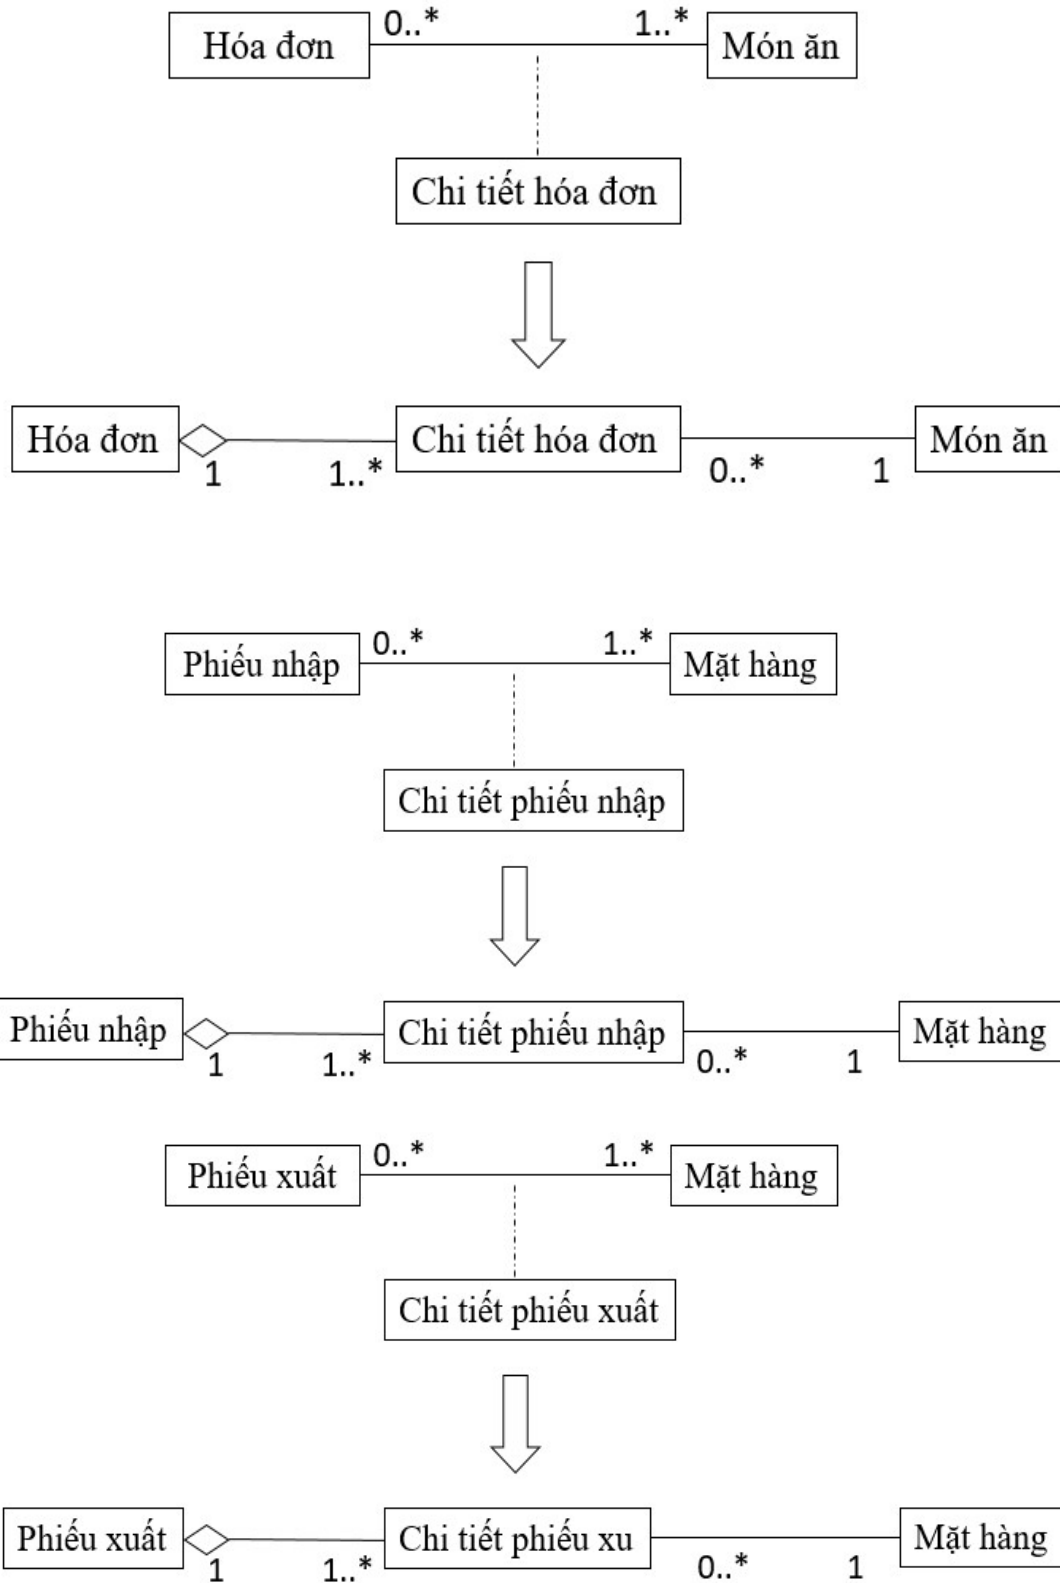 Hóa đơn 0..* 1..* Món ăn
Chi tiết hóa đơn
Hóa đơn Chi tiết hóa đơn Món ăn
1 1..* 0..* 1
Phiếu nhập 0..* 1..* Mặt hàng
Chi tiết phiếu nhập
Phiếu nhập Chi tiết phiếu nhập Mặt hàng
1 1..* 0..* 1
Phiếu xuất 0..* 1..* Mặt hàng
Chi tiết phiếu xuất
Phiếu xuất Chi tiết phiếu xu Mặt hàng
1 1..* 0..* 1